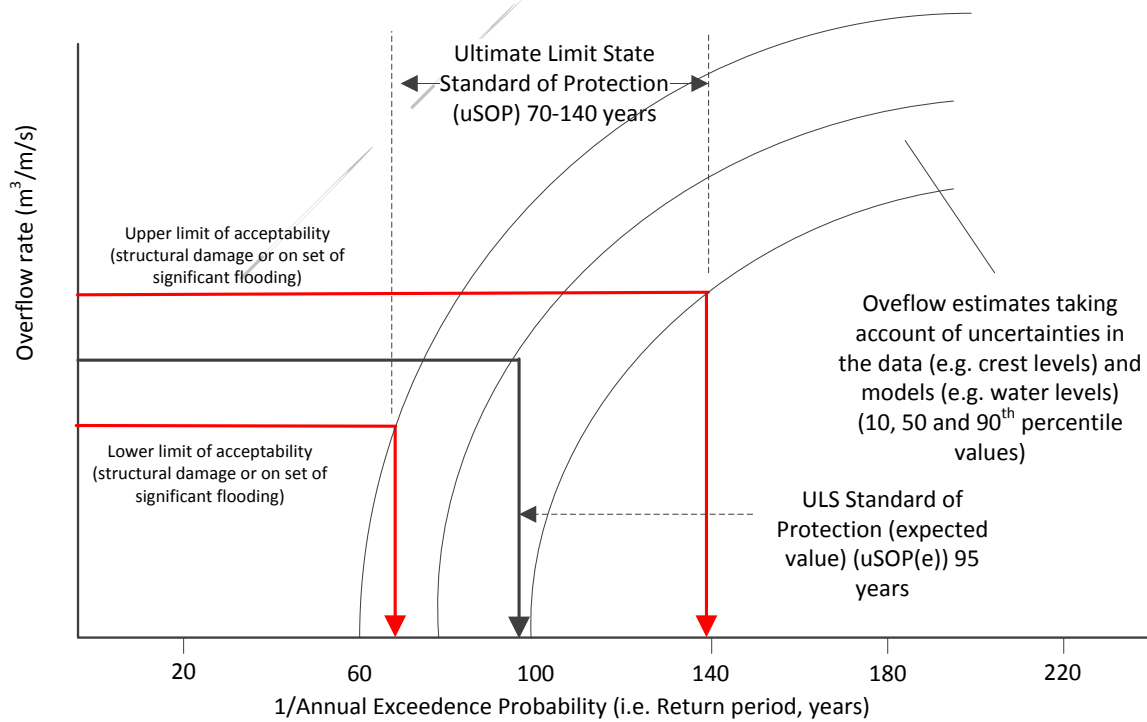 Ultimate Limit State
Standard of Protection
(uSOP) 70-140 years
Overflow rate (m³/m/s)
Upper limit of acceptability
(structural damage or on set of
significant flooding)
Lower limit of acceptability
(structural damage or on set of
significant flooding)
Oveflow estimates taking
account of uncertainties in
the data (e.g. crest levels) and
models (e.g. water levels)
(10, 50 and 90th percentile
values)
ULS Standard of
Protection (expected
value) (uSOP(e)) 95
years
20 60 100 140 180 220
1/Annual Exceedence Probability (i.e. Return period, years)